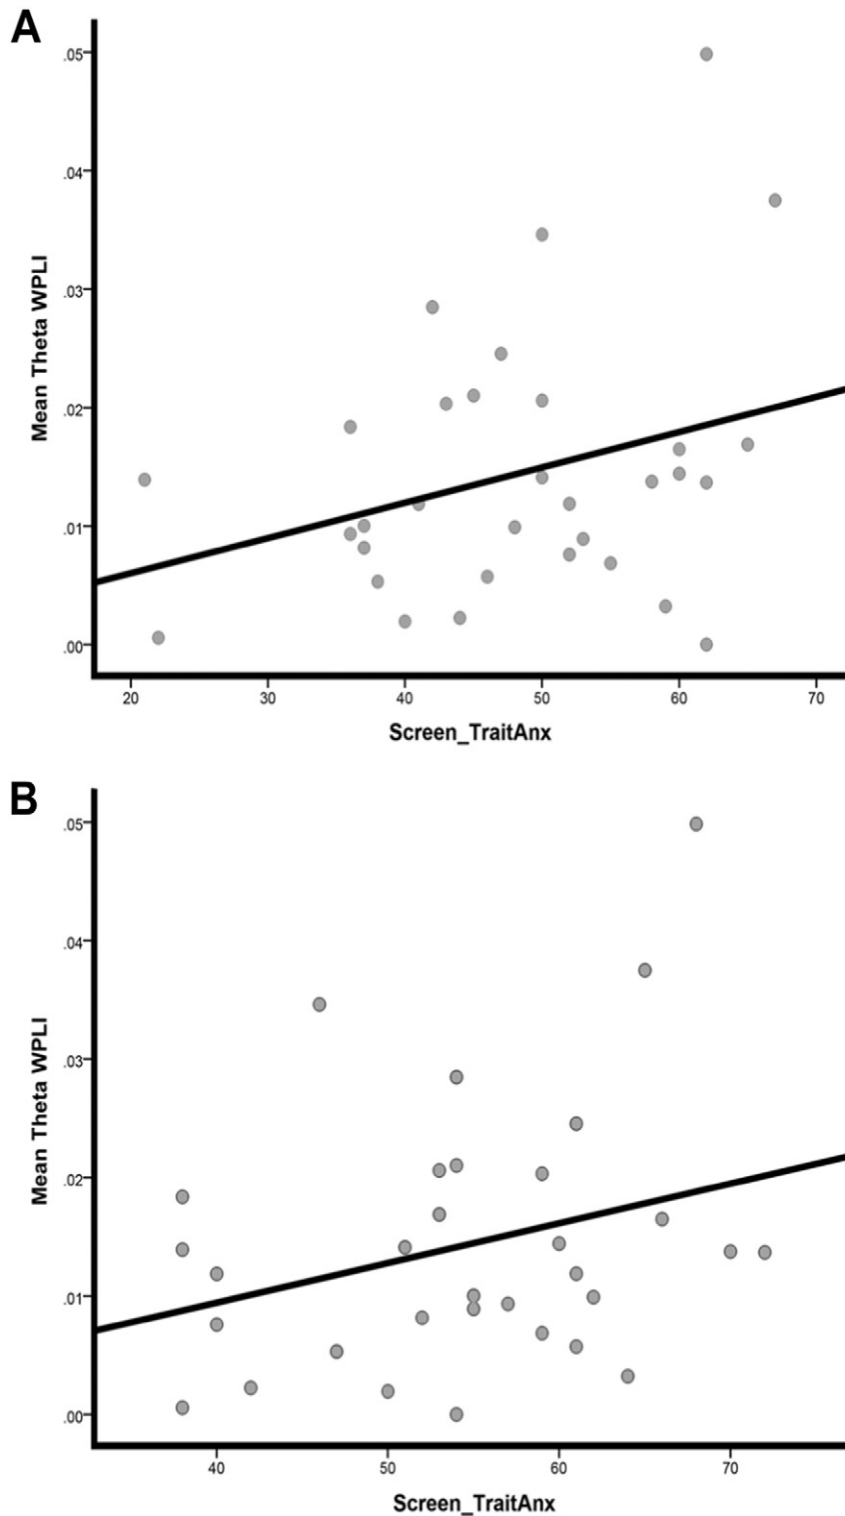 A
.05
.04
.03
.02
.01
.00
Mean Theta WPLI
20 30 40 50 60 70
Screen_TraitAnx
B
.05
.04
.03
.02
.01
.00
Mean Theta WPLI
40 50 60 70
Screen_TraitAnx